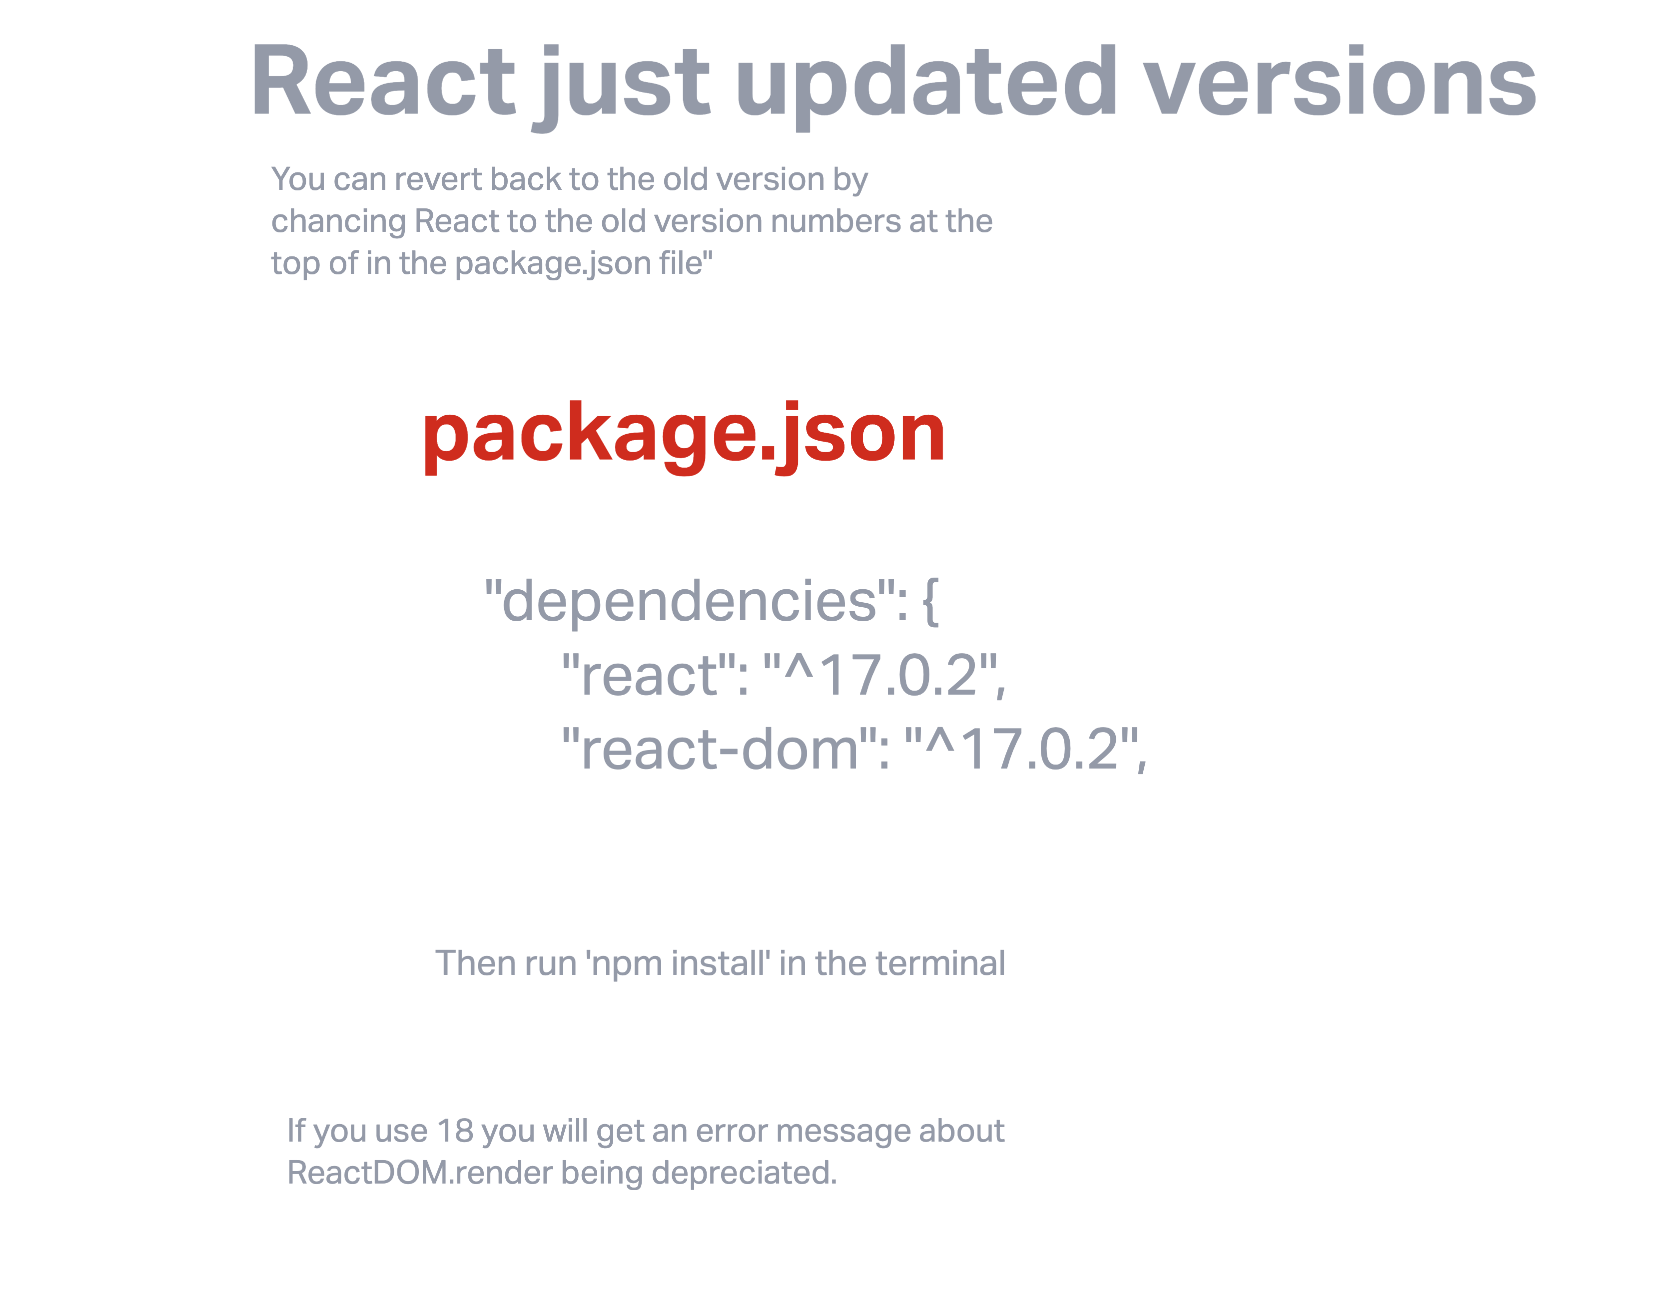 React just updated versions
You can revert back to the old version by
chancing React to the old version numbers at the
top of in the package.json file"
package.json
"dependencies": {
"react": "^17.0.2",
"react-dom": "^17.0.2",
Then run 'npm install' in the terminal
If you use 18 you will get an error message about
ReactDOM.render being depreciated.